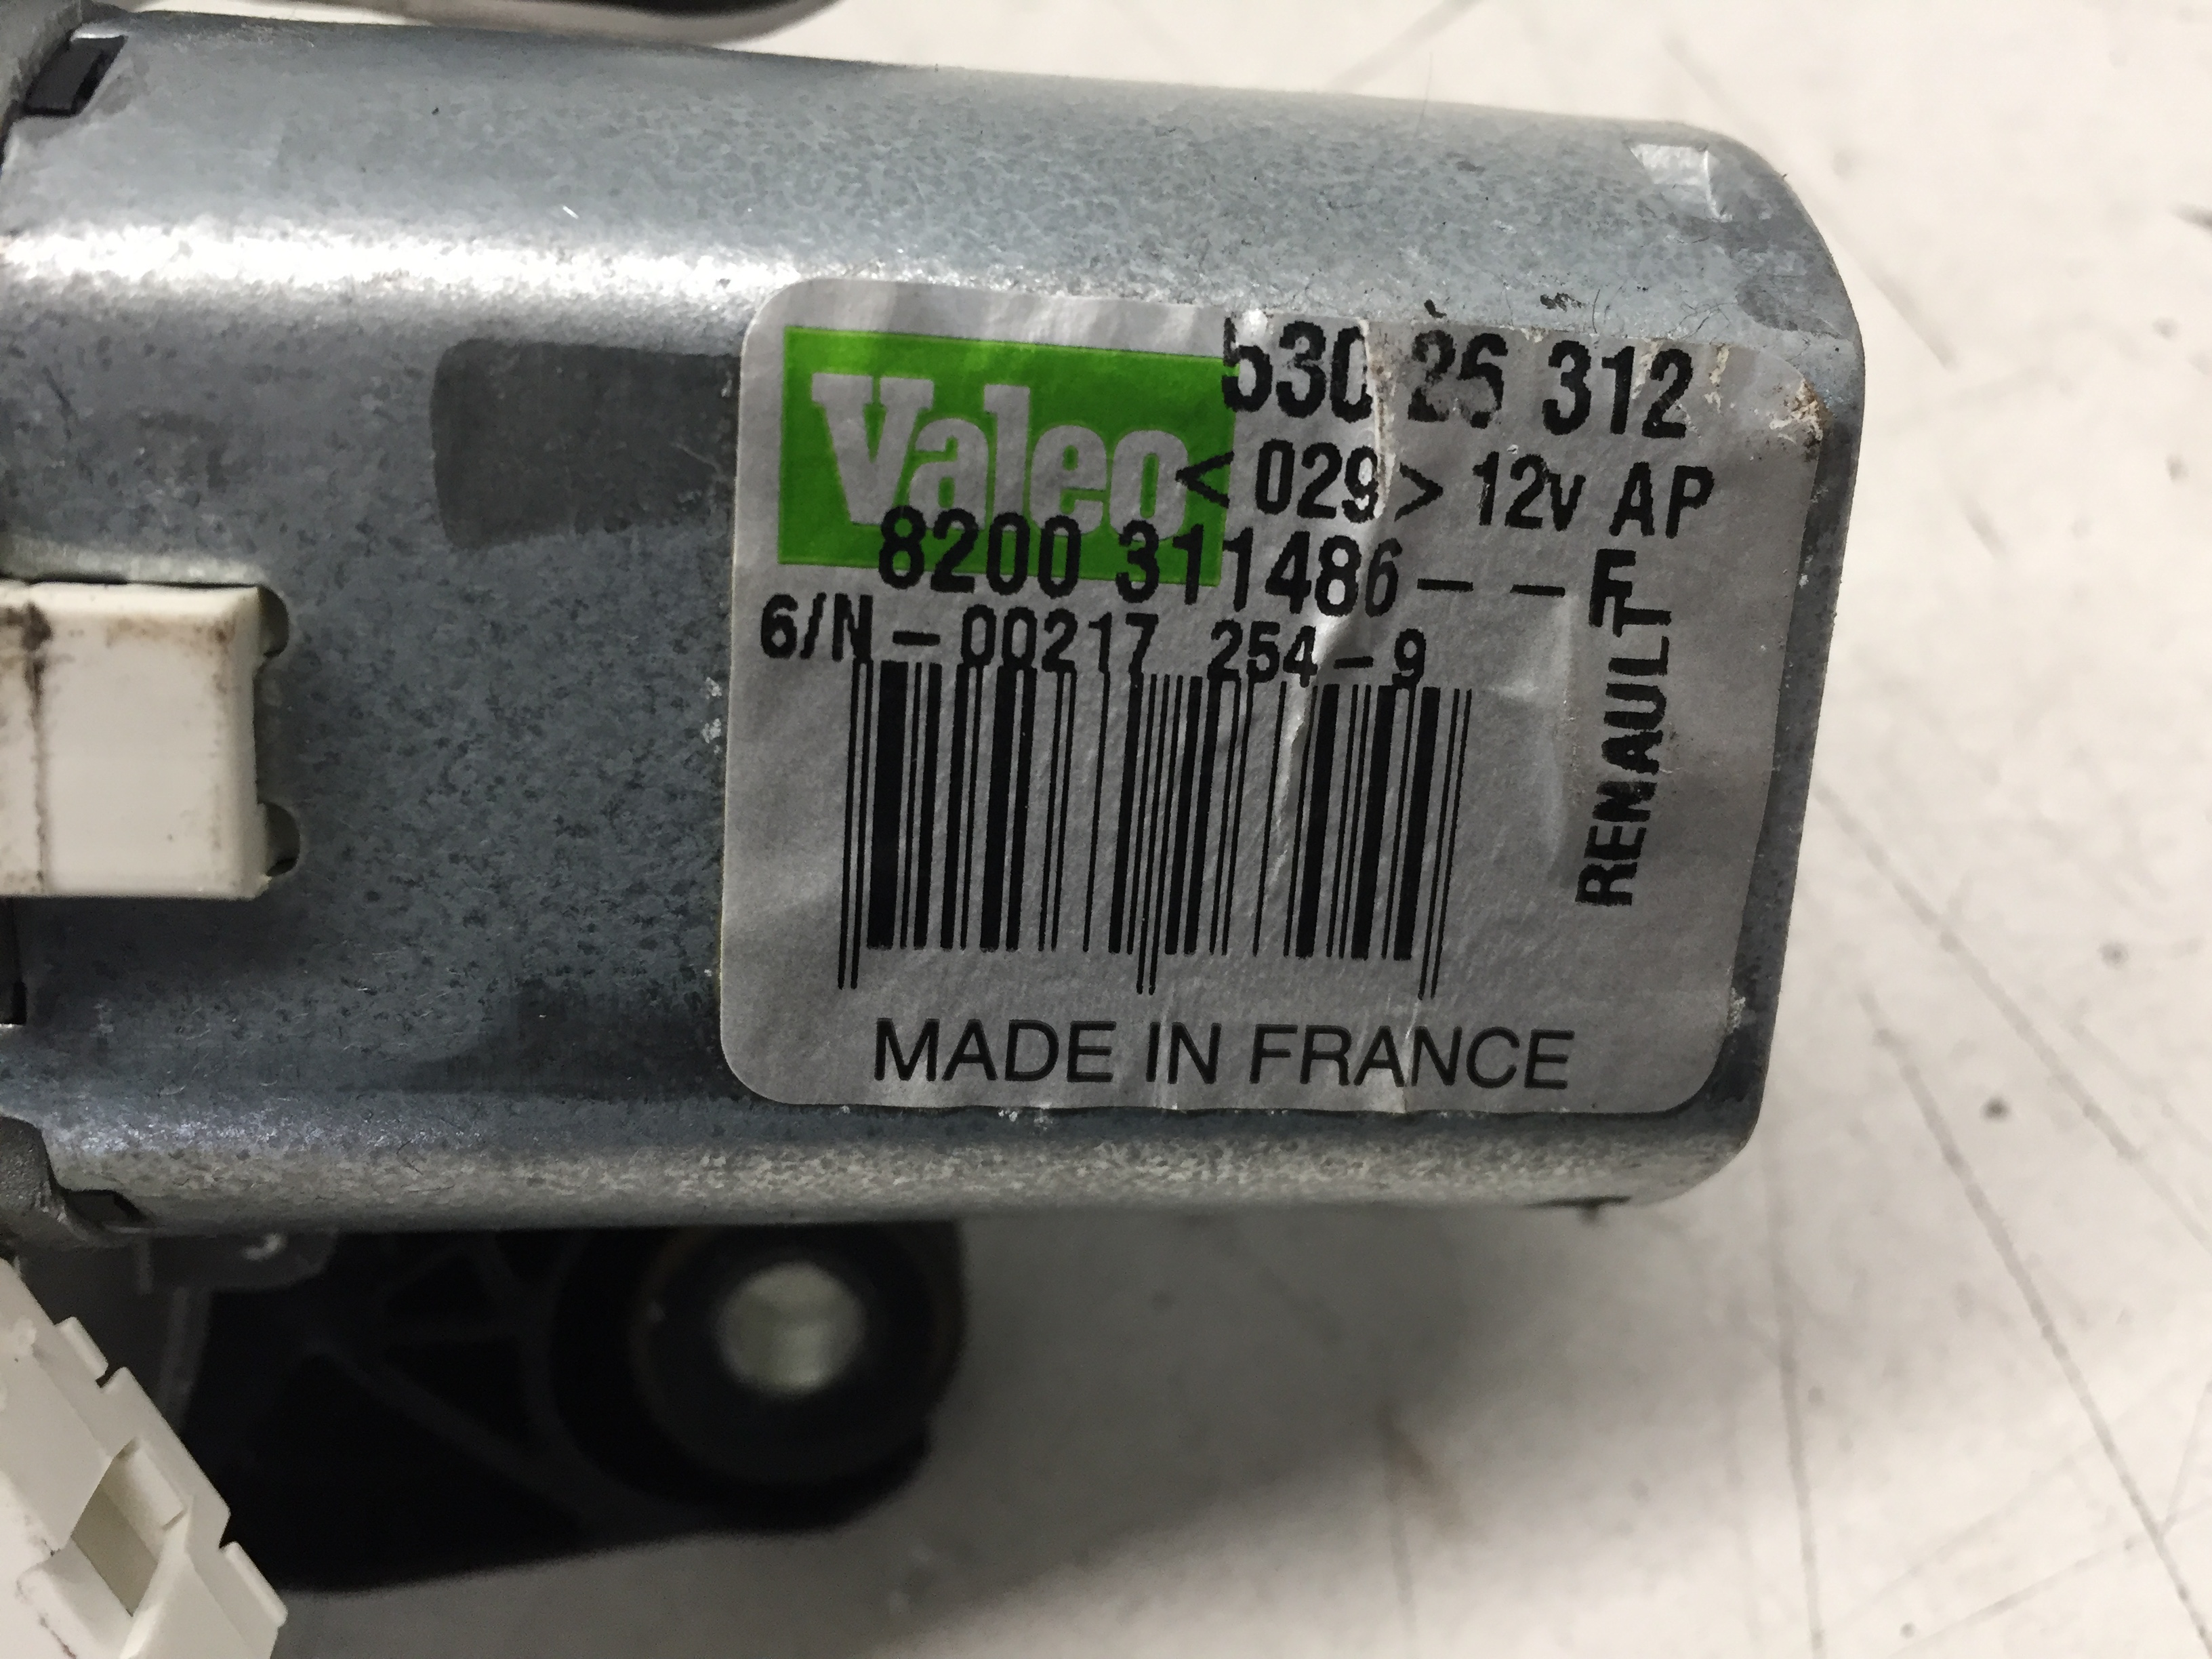 Valeo
530 26 312
< 029 > 12v AP
8200 311486 - - F
6/N - 00217 254 - 9
RENAULT
MADE IN FRANCE